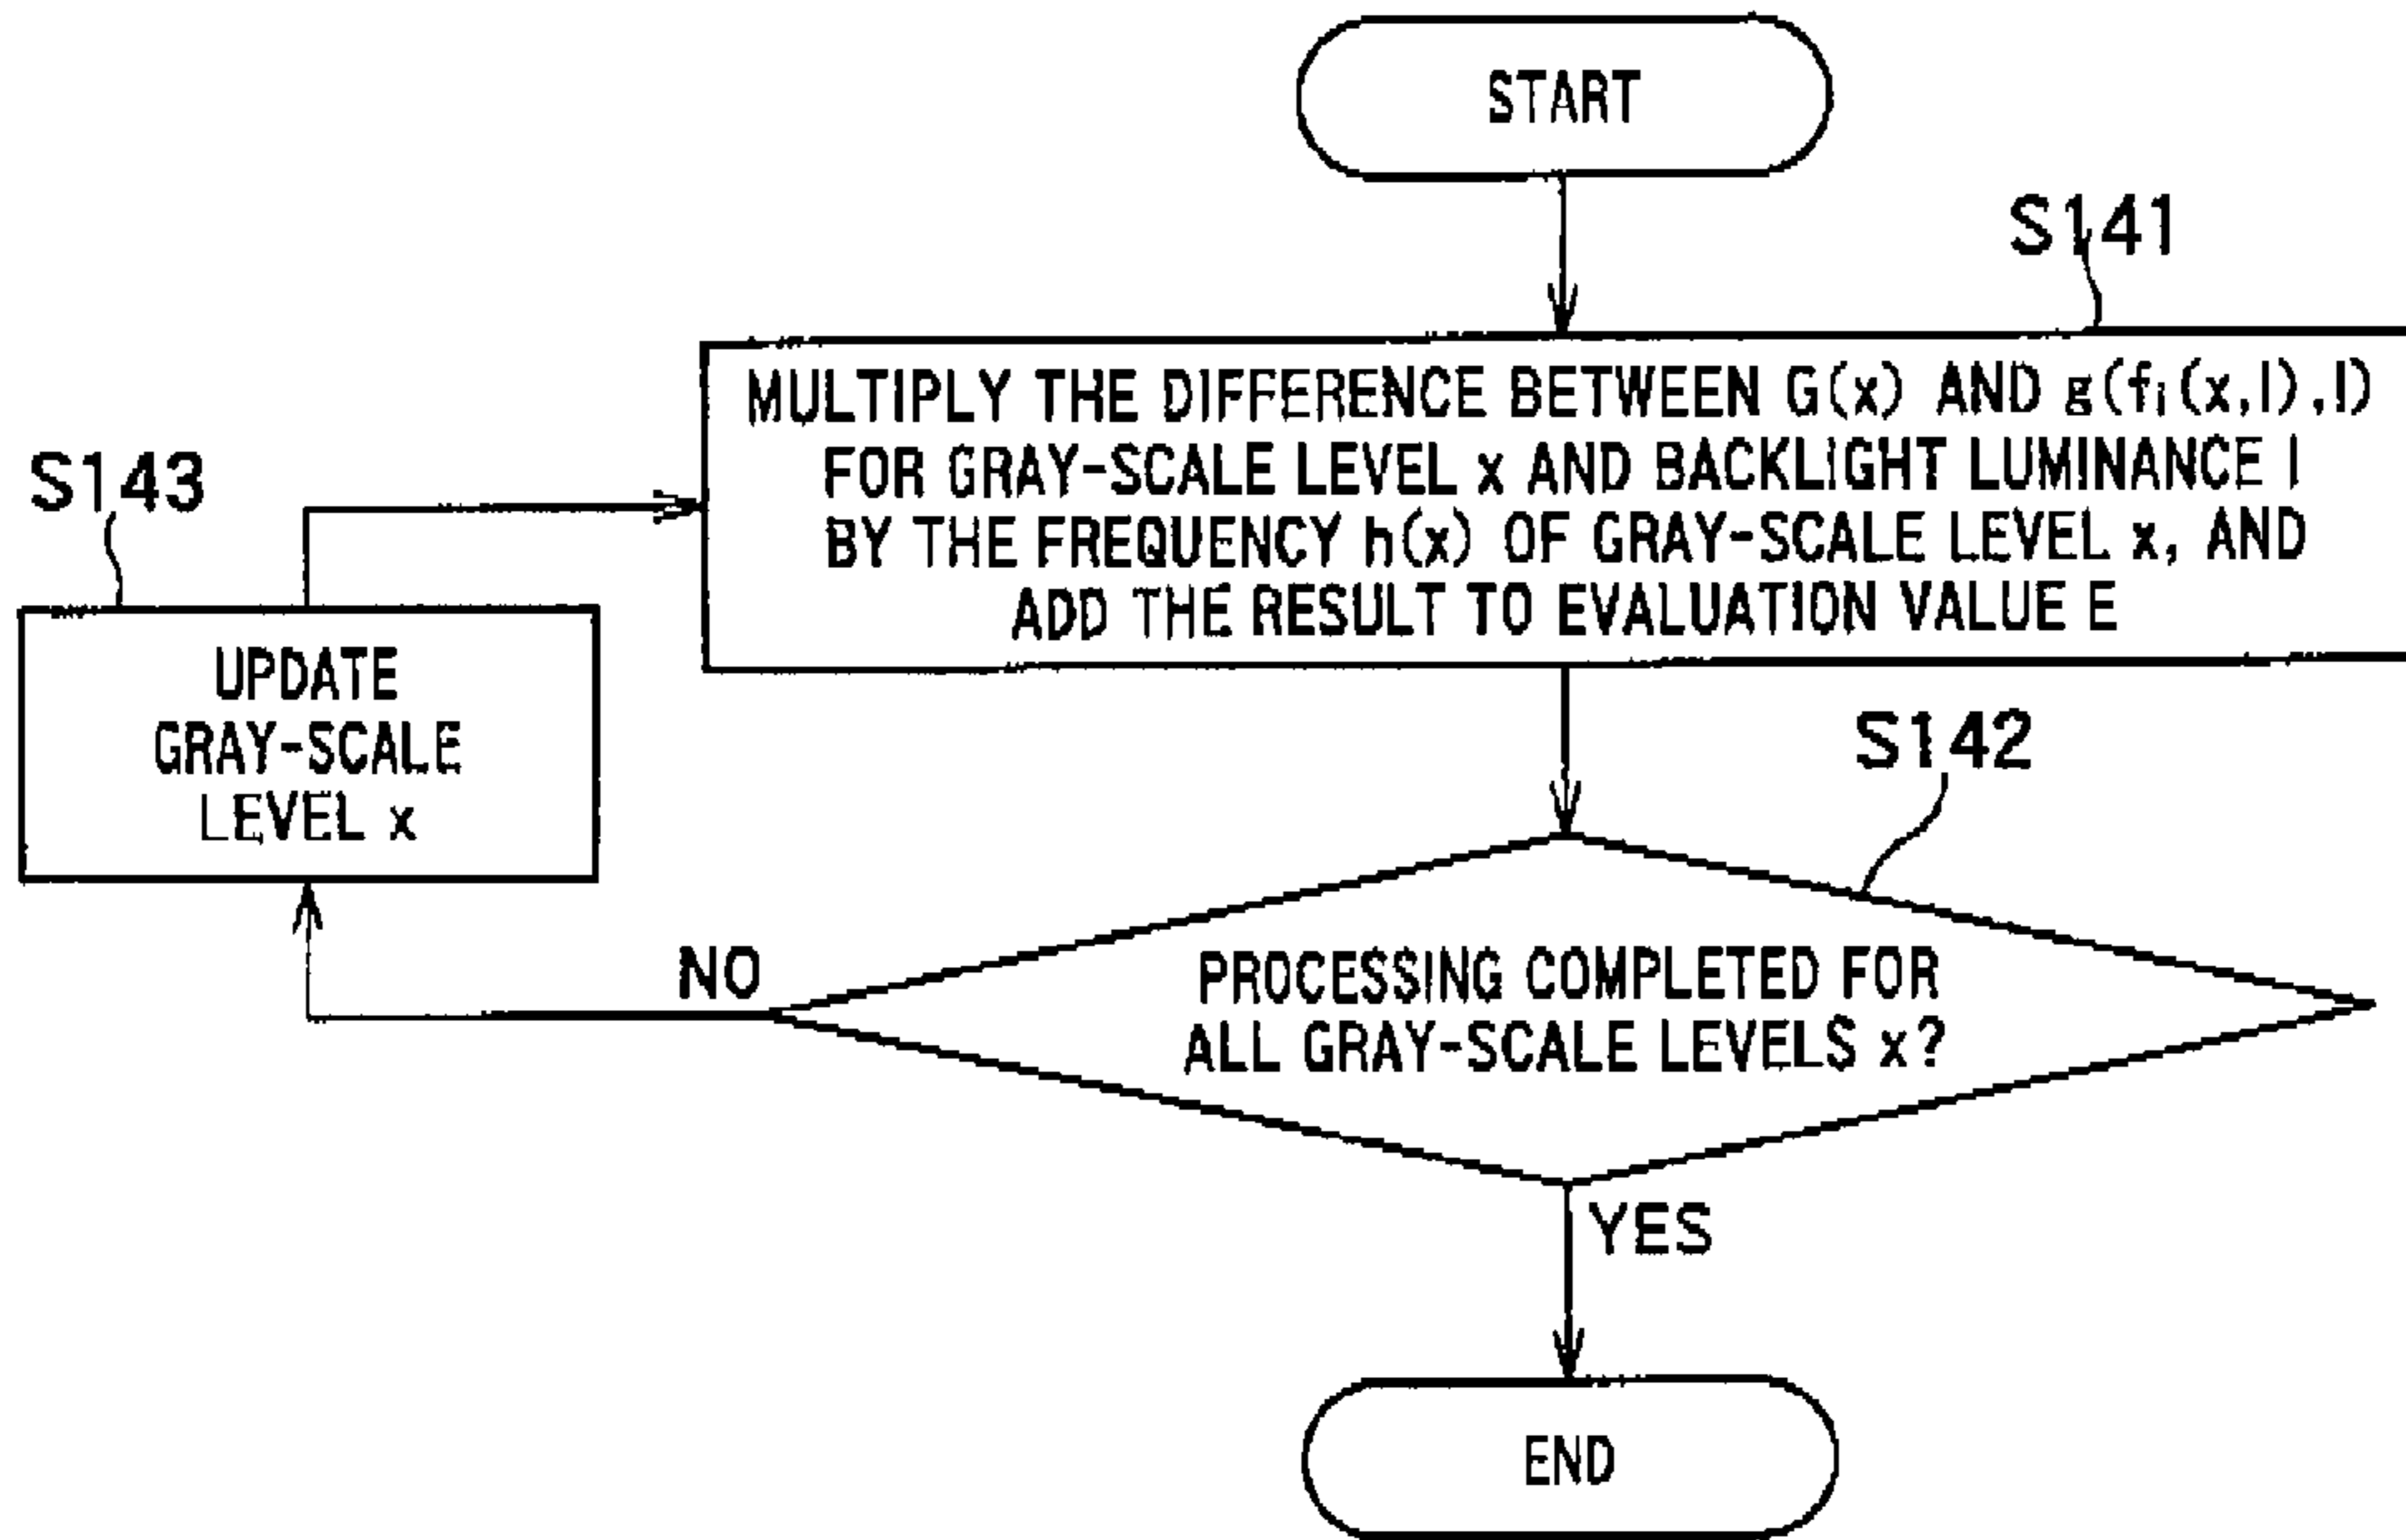 START
S141
MULTIPLY THE DIFFERENCE BETWEEN G(x) AND g(fi(x,l),l)
FOR GRAY-SCALE LEVEL x AND BACKLIGHT LUMINANCE l
BY THE FREQUENCY h(x) OF GRAY-SCALE LEVEL x, AND
ADD THE RESULT TO EVALUATION VALUE E
S143
UPDATE
GRAY-SCALE
LEVEL x
S142
PROCESSING COMPLETED FOR
ALL GRAY-SCALE LEVELS x?
NO
YES
END